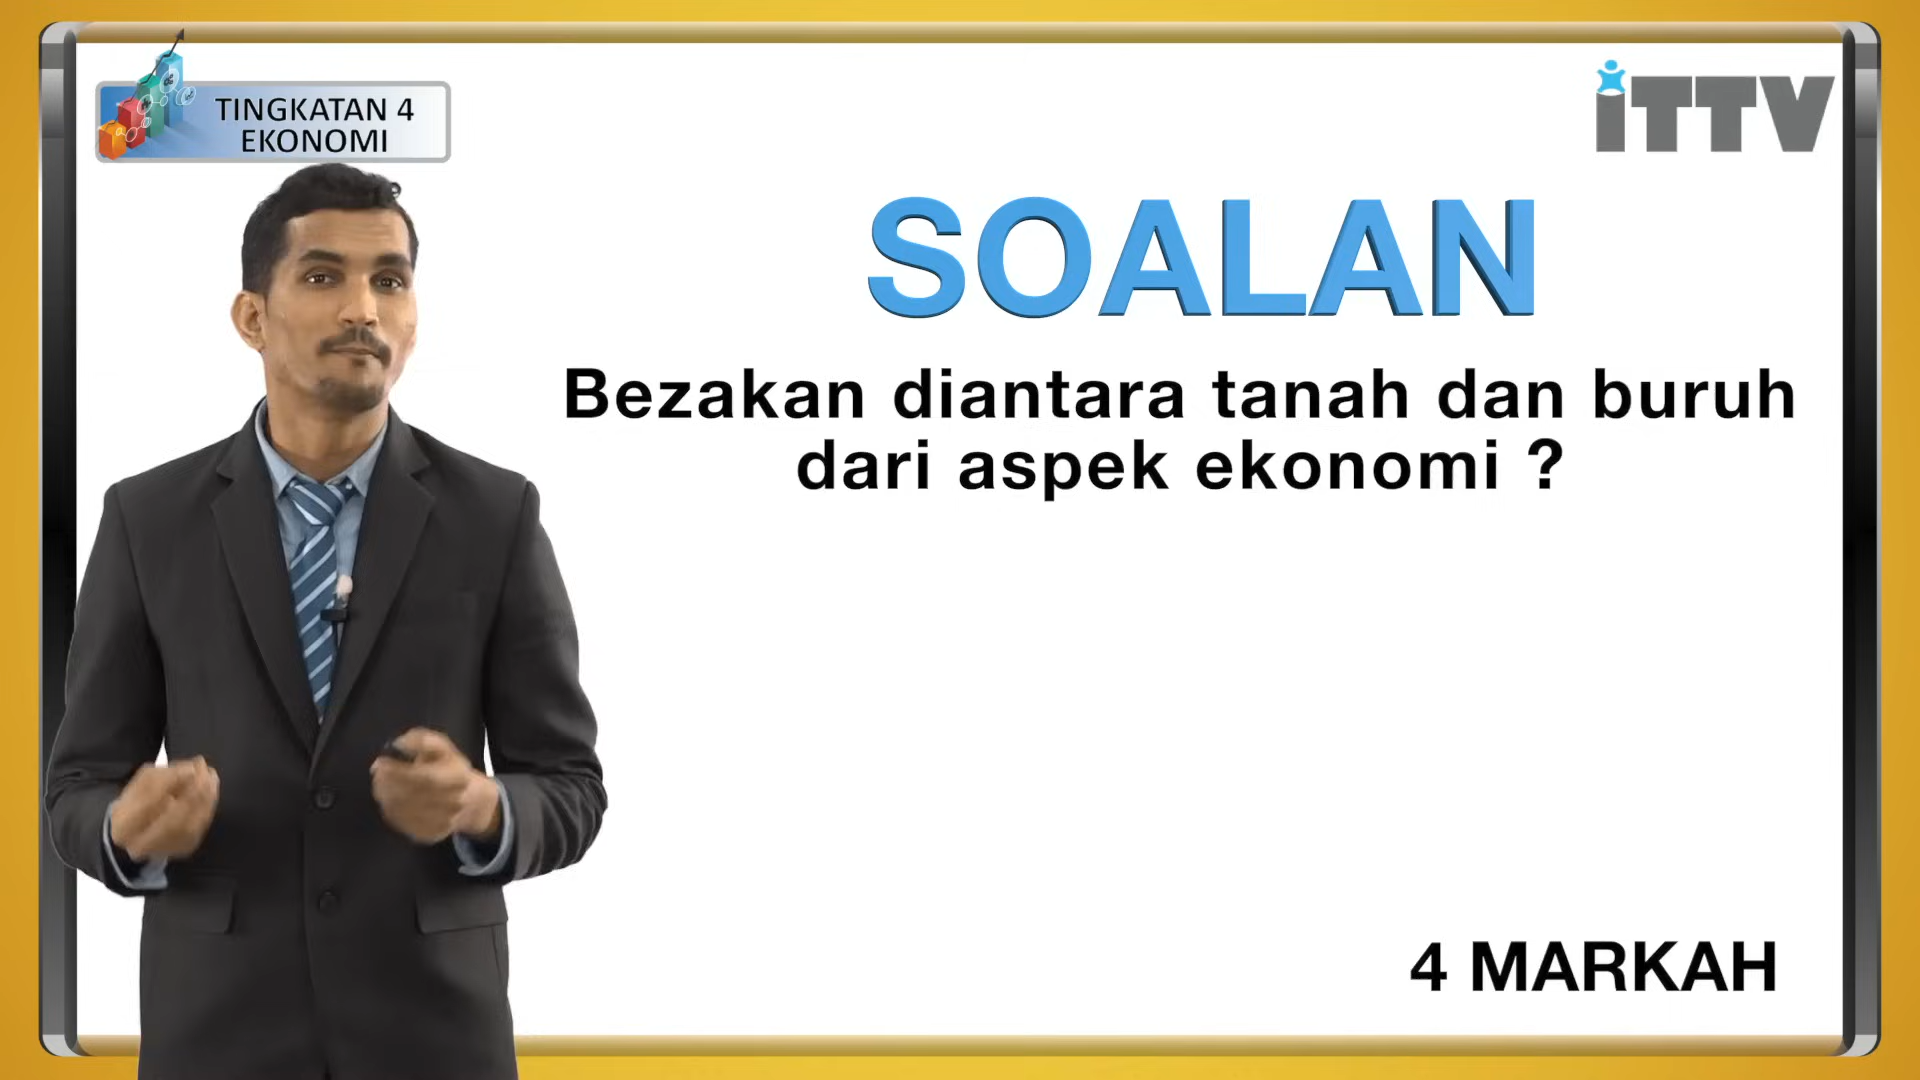 TINGKATAN 4
EKONOMI
iTTV
SOALAN
Bezakan diantara tanah dan buruh
dari aspek ekonomi ?
4 MARKAH